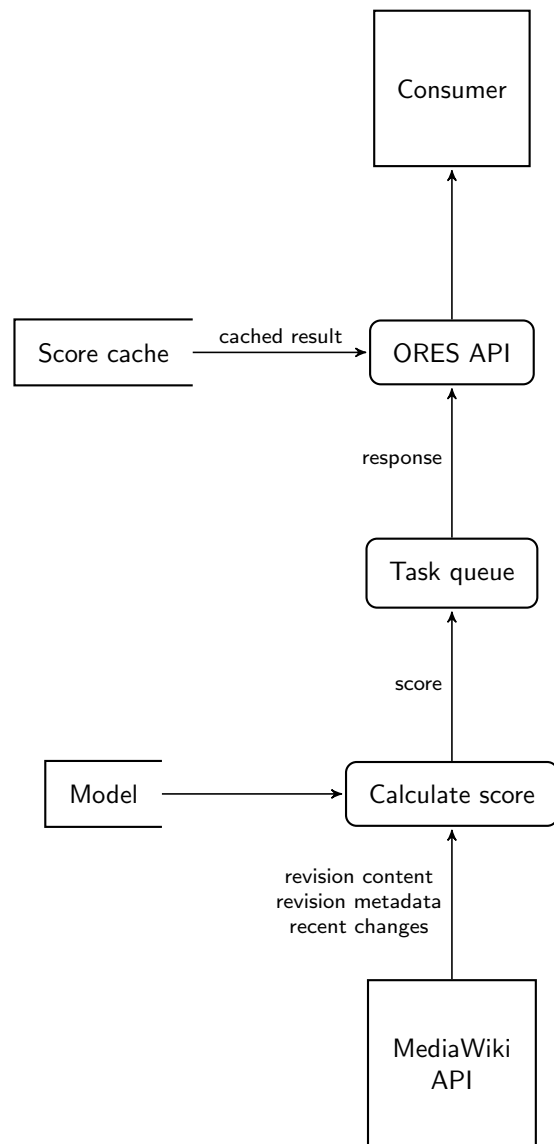 Consumer
cached result
Score cache
ORES API
response
Task queue
score
Model
Calculate score
revision content
revision metadata
recent changes
MediaWiki
API